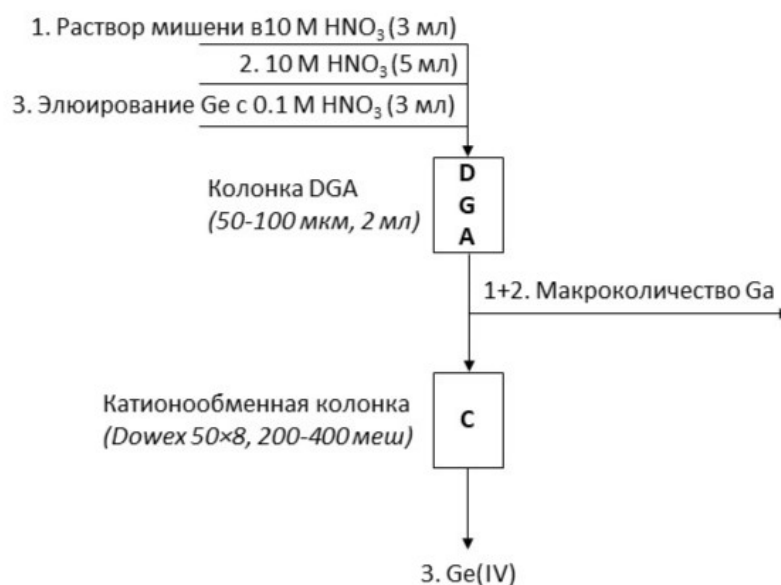 1. Раствор мишени в10 М HNO₃ (3 мл)
2. 10 М HNO₃ (5 мл)
3. Элюирование Ge с 0.1 М HNO₃ (3 мл)
Колонка DGA
(50-100 мкм, 2 мл)
D
G
A
1+2. Макроколичество Ga
Катионообменная колонка
(Dowex 50×8, 200-400 меш)
C
3. Ge(IV)